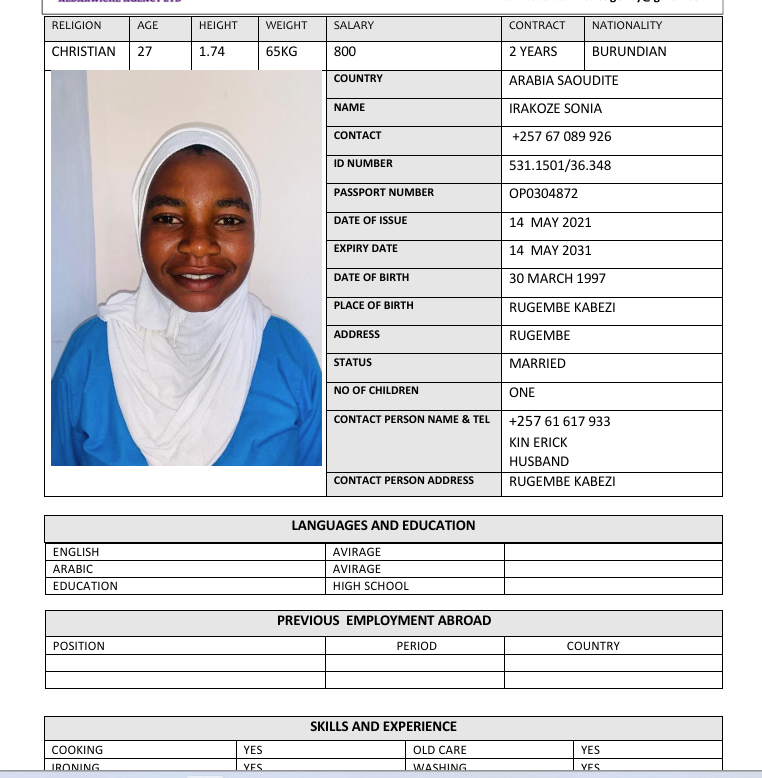 RELIGION AGE HEIGHT WEIGHT SALARY CONTRACT NATIONALITY
CHRISTIAN 27 1.74 65KG 800 2 YEARS BURUNDIAN
COUNTRY ARABIA SAOUDITE
NAME IRAKOZE SONIA
CONTACT +257 67 089 926
ID NUMBER 531.1501/36.348
PASSPORT NUMBER OP0304872
DATE OF ISSUE 14 MAY 2021
EXPIRY DATE 14 MAY 2031
DATE OF BIRTH 30 MARCH 1997
PLACE OF BIRTH RUGEMBE KABEZI
ADDRESS RUGEMBE
STATUS MARRIED
NO OF CHILDREN ONE
CONTACT PERSON NAME & TEL +257 61 617 933
KIN ERICK
HUSBAND
CONTACT PERSON ADDRESS RUGEMBE KABEZI
LANGUAGES AND EDUCATION
ENGLISH AVIRAGE
ARABIC AVIRAGE
EDUCATION HIGH SCHOOL
PREVIOUS EMPLOYMENT ABROAD
POSITION PERIOD COUNTRY
SKILLS AND EXPERIENCE
COOKING YES OLD CARE YES
IRONING YES WASHING YES